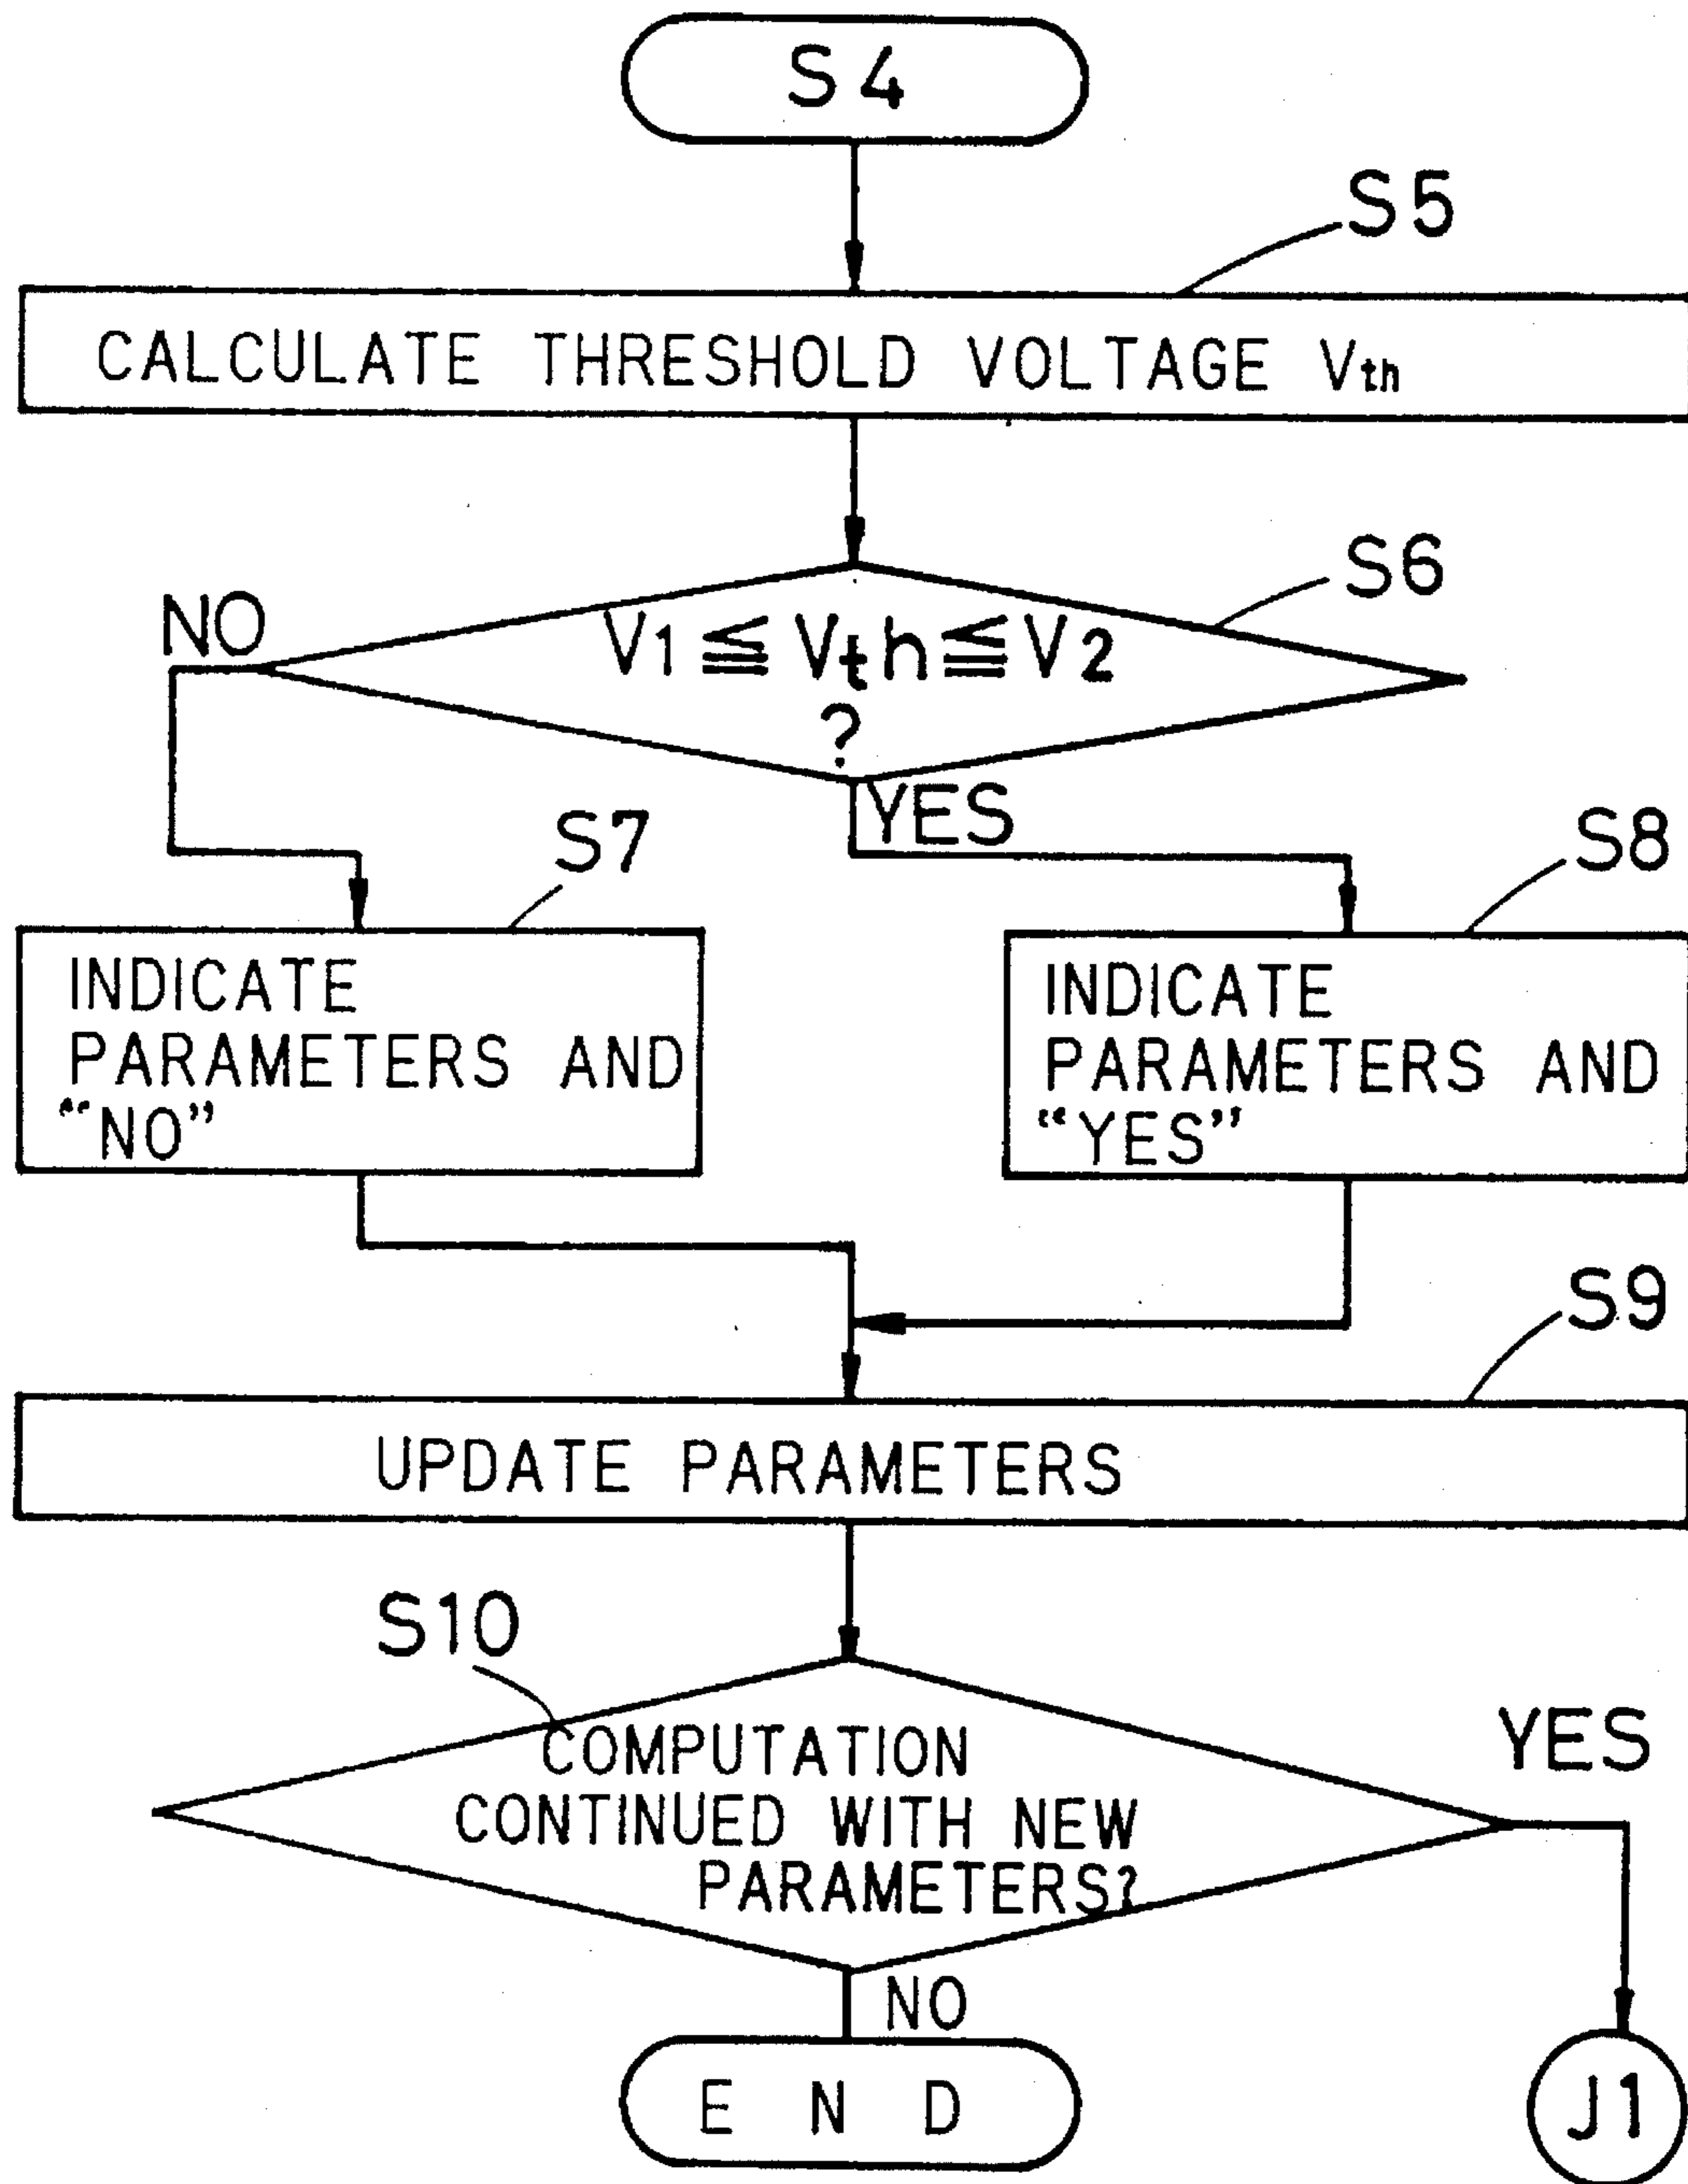 S4
S5
CALCULATE THRESHOLD VOLTAGE Vth
S6
NO
V1 ≦ Vth ≦ V2
?
YES
S7
S8
INDICATE
PARAMETERS AND
“NO”
INDICATE
PARAMETERS AND
“YES”
S9
UPDATE PARAMETERS
S10
COMPUTATION
CONTINUED WITH NEW
PARAMETERS?
YES
NO
END
J1